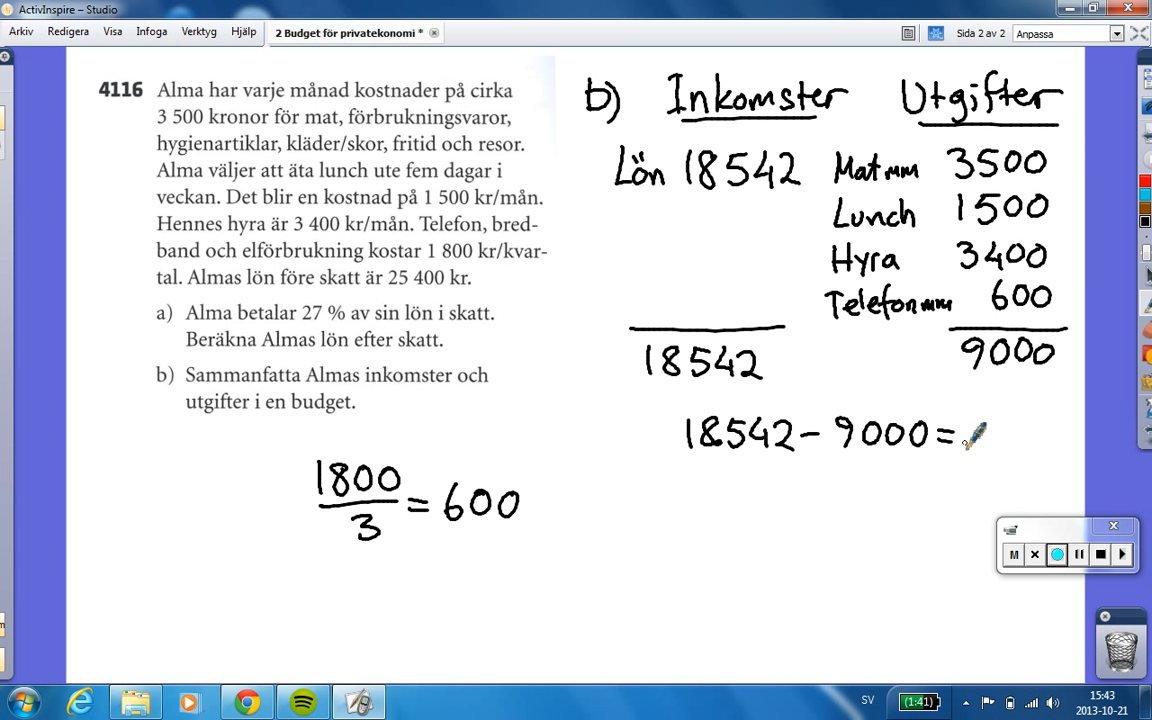 ActivInspire – Studio
Arkiv Redigera Visa Infoga Verktyg Hjälp 2 Budget för privatekonomi * Sida 2 av 2 Anpassa
4116 Alma har varje månad kostnader på cirka
3 500 kronor för mat, förbrukningsvaror,
hygienartiklar, kläder/skor, fritid och resor.
Alma väljer att äta lunch ute fem dagar i
veckan. Det blir en kostnad på 1 500 kr/mån.
Hennes hyra är 3 400 kr/mån. Telefon, bred-
band och elförbrukning kostar 1 800 kr/kvar-
tal. Almas lön före skatt är 25 400 kr.
a) Alma betalar 27 % av sin lön i skatt.
Beräkna Almas lön efter skatt.
b) Sammanfatta Almas inkomster och
utgifter i en budget.
1800
3
= 600
b) Inkomster Utgifter
Lön 18542 Mat mm 3500
Lunch 1500
Hyra 3400
Telefon mm 600
18542 9000
18542 – 9000 =
M
SV (1:41) 15:43
2013-10-21